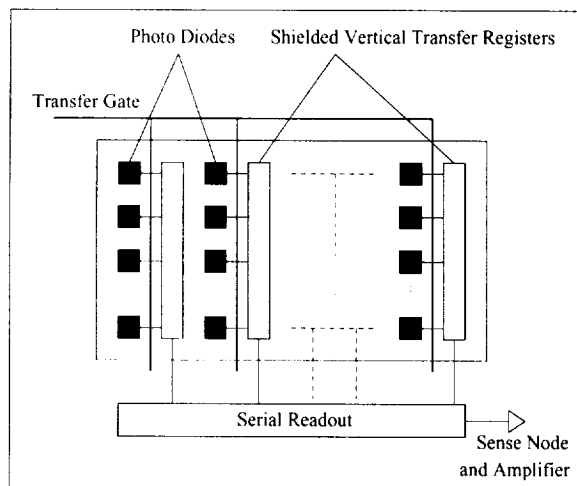 Photo Diodes
Shielded Vertical Transfer Registers
Transfer Gate
Serial Readout
Sense Node
and Amplifier